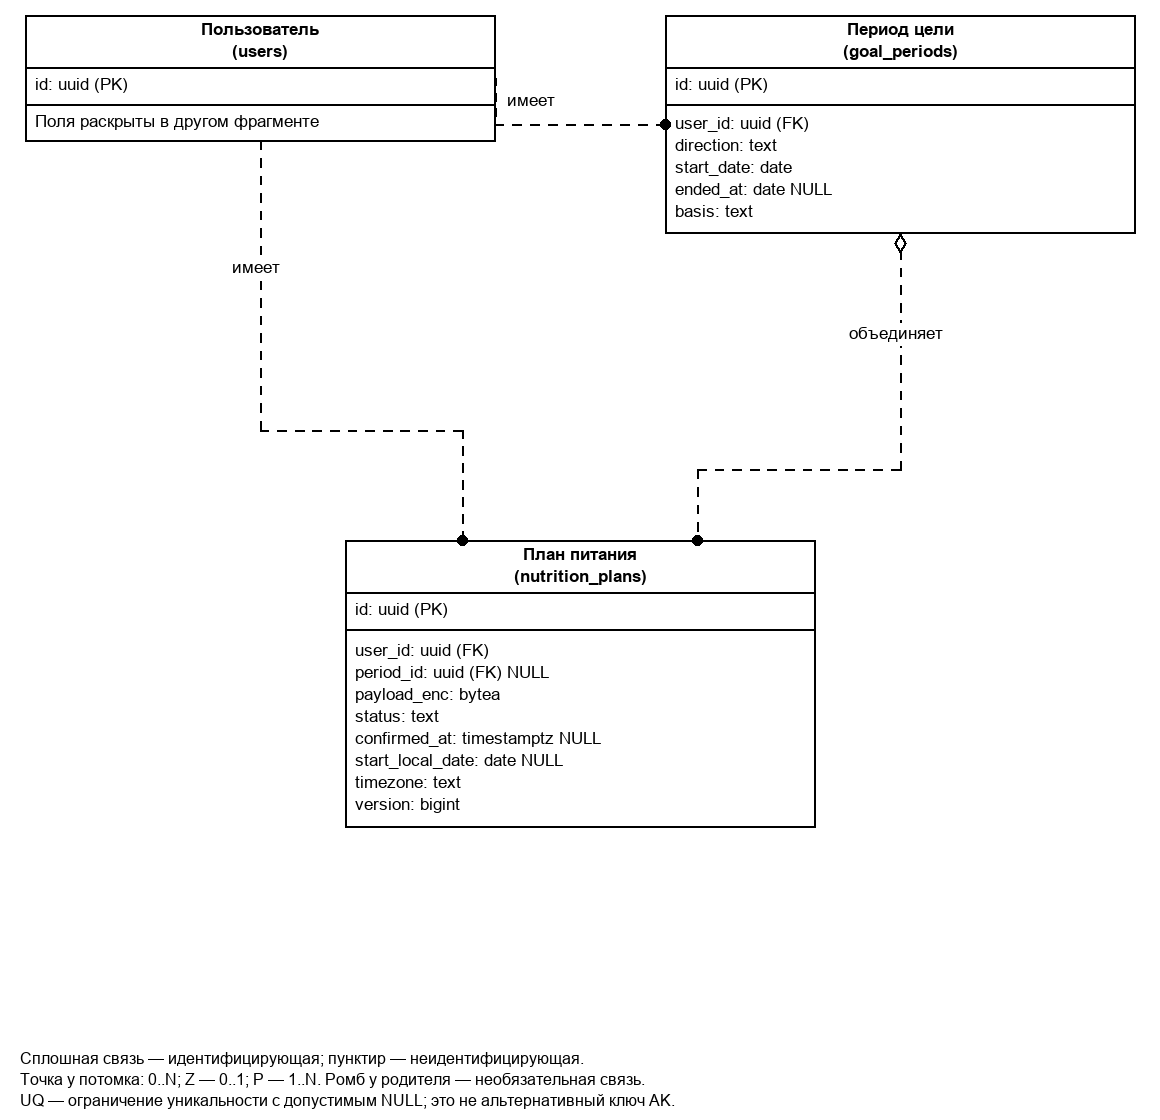 Пользователь
(users)
id: uuid (PK)
Поля раскрыты в другом фрагменте
имеет
Период цели
(goal_periods)
id: uuid (PK)
user_id: uuid (FK)
direction: text
start_date: date
ended_at: date NULL
basis: text
имеет
объединяет
План питания
(nutrition_plans)
id: uuid (PK)
user_id: uuid (FK)
period_id: uuid (FK) NULL
payload_enc: bytea
status: text
confirmed_at: timestamptz NULL
start_local_date: date NULL
timezone: text
version: bigint
Сплошная связь — идентифицирующая; пунктир — неидентифицирующая.
Точка у потомка: 0..N; Z — 0..1; P — 1..N. Ромб у родителя — необязательная связь.
UQ — ограничение уникальности с допустимым NULL; это не альтернативный ключ AK.